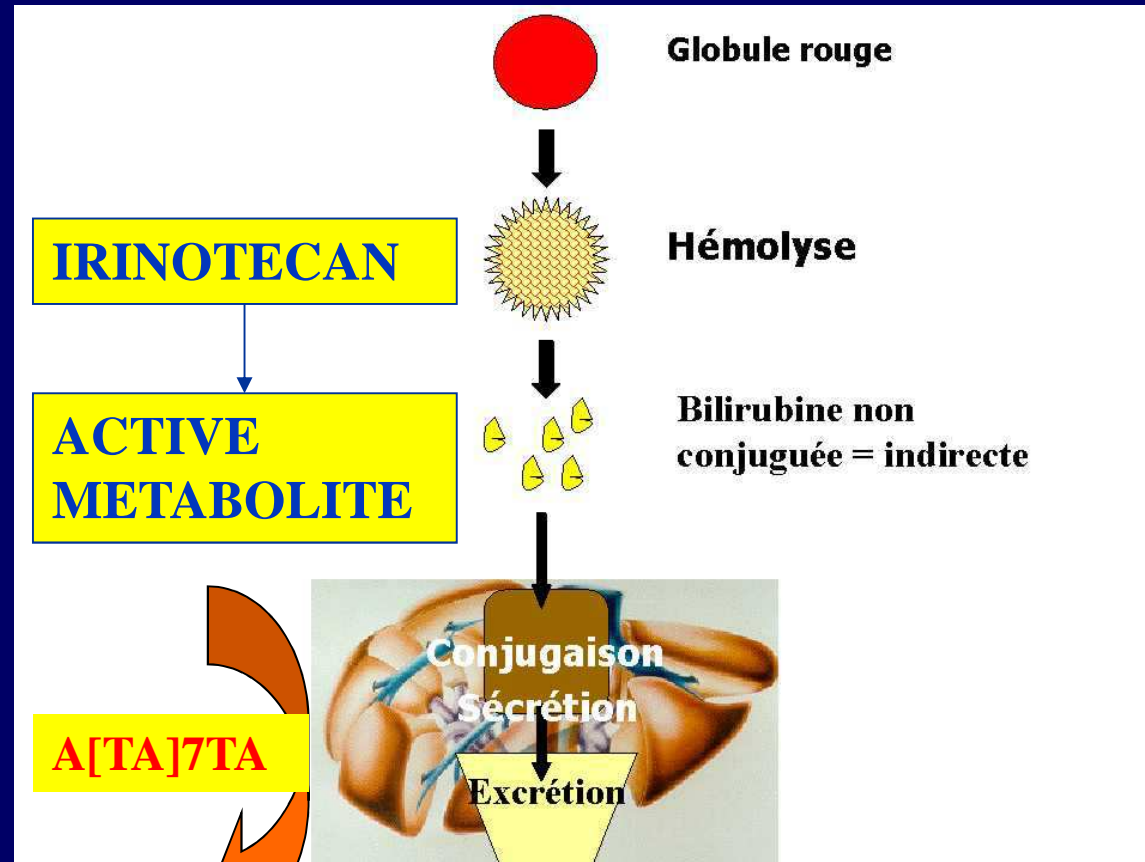 Globule rouge
IRINOTECAN
Hémolyse
ACTIVE
METABOLITE
Bilirubine non
conjuguée = indirecte
Conjugaison
Sécrétion
A[TA]7TA
Excrétion